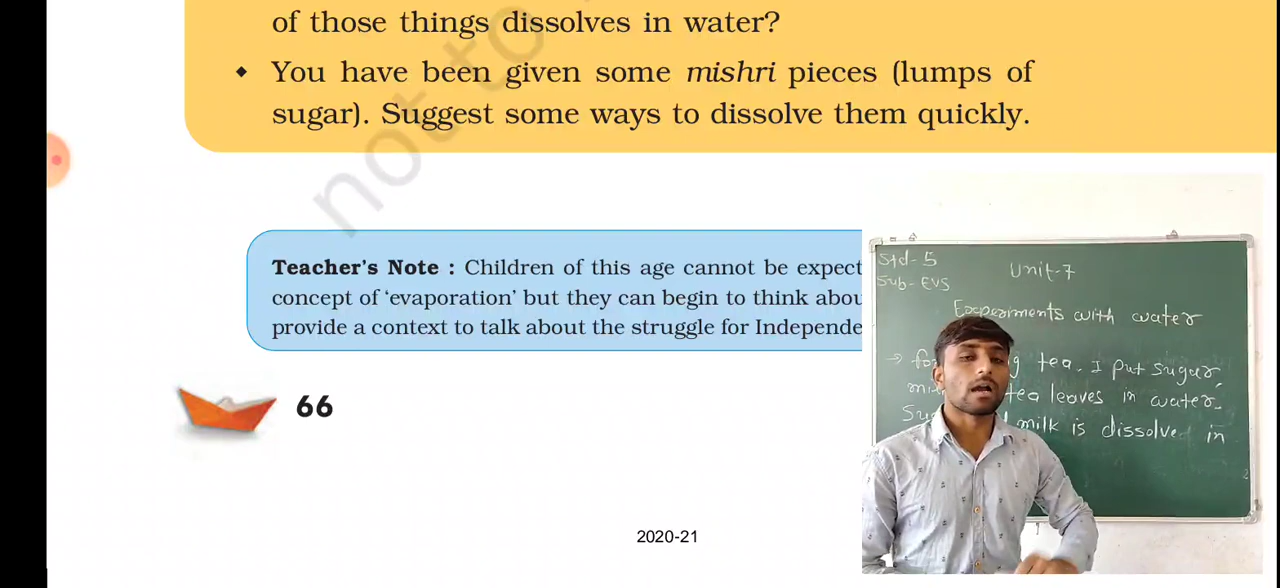 of those things dissolves in water?
◆ You have been given some mishri pieces (lumps of
sugar). Suggest some ways to dissolve them quickly.
not to
Teacher's Note : Children of this age cannot be expect
concept of 'evaporation' but they can begin to think abou
provide a context to talk about the struggle for Independe
66
2020-21
Std-5
Sub-EVS
Unit-7
Experiments with water
→ tea. I put sugar,
tea leaves in water.
milk is dissolved in